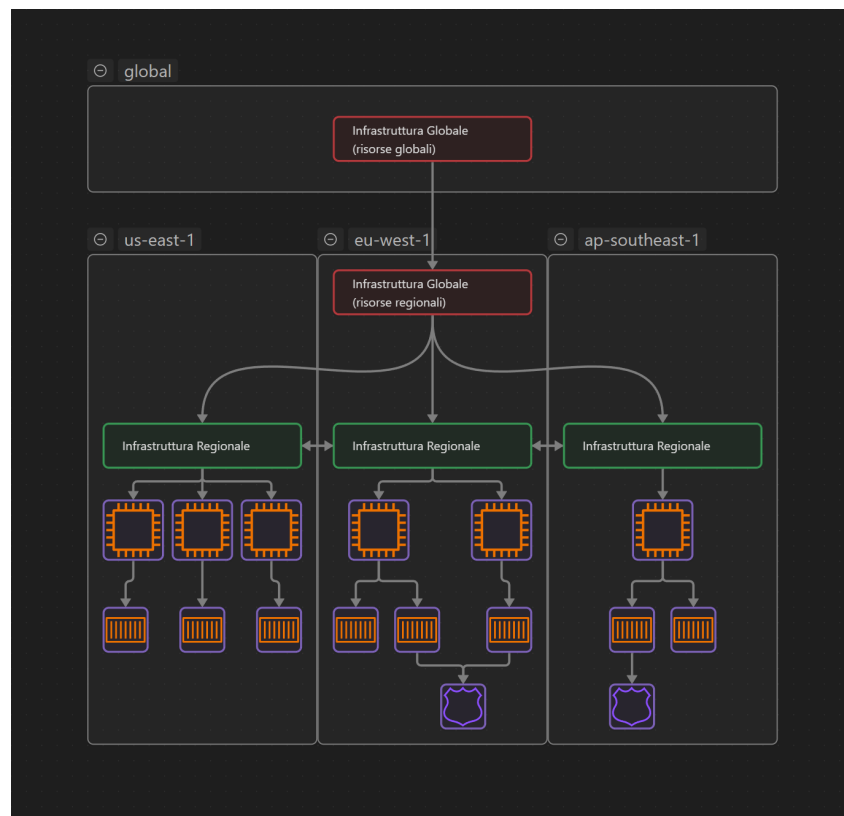 global
Infrastruttura Globale
(risorse globali)
us-east-1
eu-west-1
ap-southeast-1
Infrastruttura Globale
(risorse regionali)
Infrastruttura Regionale
Infrastruttura Regionale
Infrastruttura Regionale